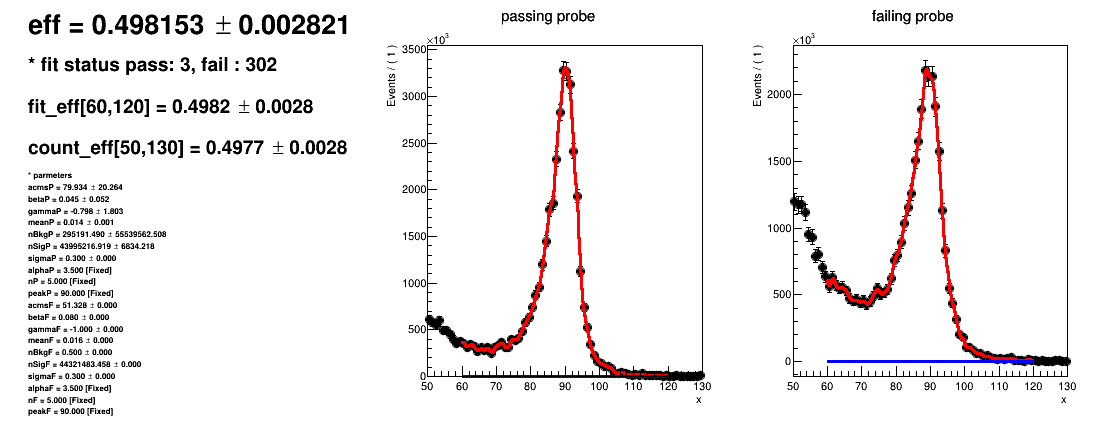 eff = 0.498153 ± 0.002821
* fit status pass: 3, fail : 302
fit_eff[60,120] = 0.4982 ± 0.0028
count_eff[50,130] = 0.4977 ± 0.0028
* parmeters
acmsP = 79.934 ± 20.264
betaP = 0.045 ± 0.052
gammaP = -0.798 ± 1.803
meanP = 0.014 ± 0.001
nBkgP = 295191.490 ± 55539562.508
nSigP = 43995216.919 ± 6834.218
sigmaP = 0.300 ± 0.000
alphaP = 3.500 [Fixed]
nP = 5.000 [Fixed]
peakP = 90.000 [Fixed]
acmsF = 51.328 ± 0.000
betaF = 0.080 ± 0.000
gammaF = -1.000 ± 0.000
meanF = 0.016 ± 0.000
nBkgF = 0.500 ± 0.000
nSigF = 44321483.458 ± 0.000
sigmaF = 0.300 ± 0.000
alphaF = 3.500 [Fixed]
nF = 5.000 [Fixed]
peakF = 90.000 [Fixed]
passing probe
×10³
Events / ( 1 )
3500
3000
2500
2000
1500
1000
500
0
50 60 70 80 90 100 110 120 130
x
failing probe
×10³
Events / ( 1 )
2000
1500
1000
500
0
50 60 70 80 90 100 110 120 130
x